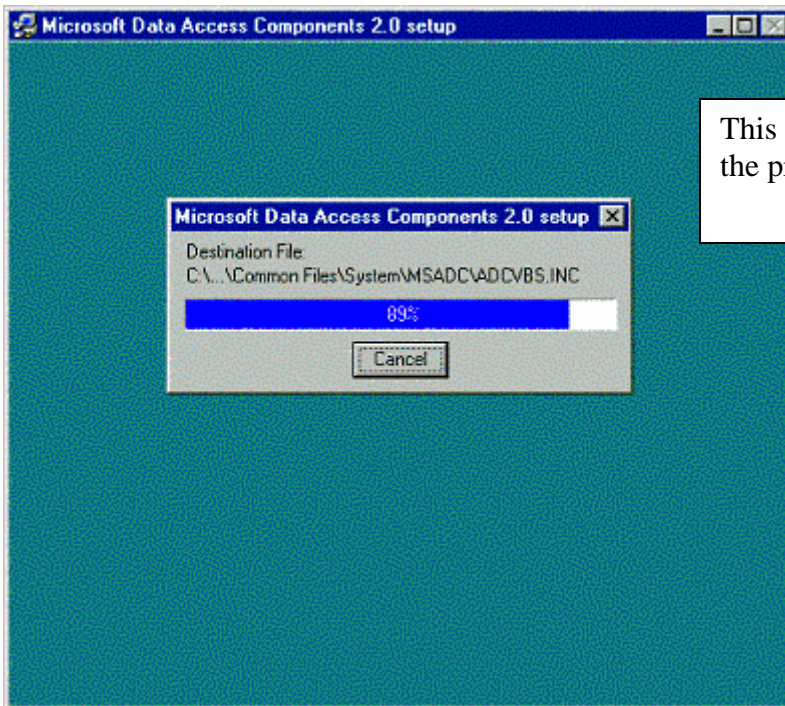 Microsoft Data Access Components 2.0 setup
This
the
Microsoft Data Access Components 2.0 setup
Destination File:
C:\...\Common Files\System\MSADC\ADCVBS.INC
89%
Cancel